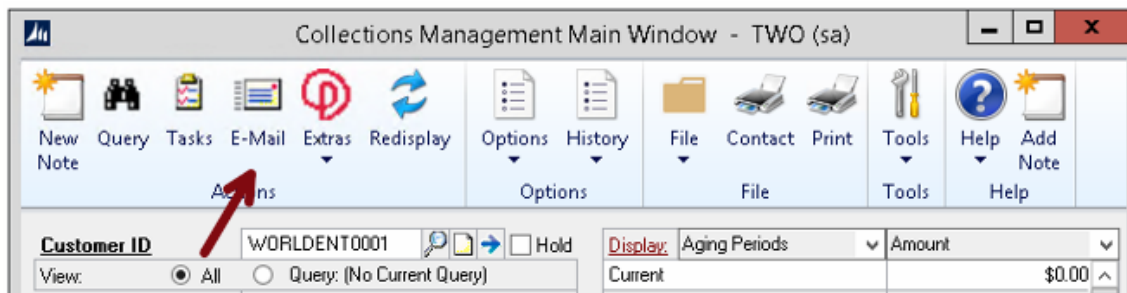 Collections Management Main Window - TWO (sa)
New Note
Query
Tasks
E-Mail
Extras
Redisplay
Options
History
File
Contact
Print
Tools
Help
Add Note
Options
File
Tools
Help
Customer ID
WORLDENT0001
Hold
Display:
Aging Periods
Amount
View:
All
Query: (No Current Query)
Current
$0.00